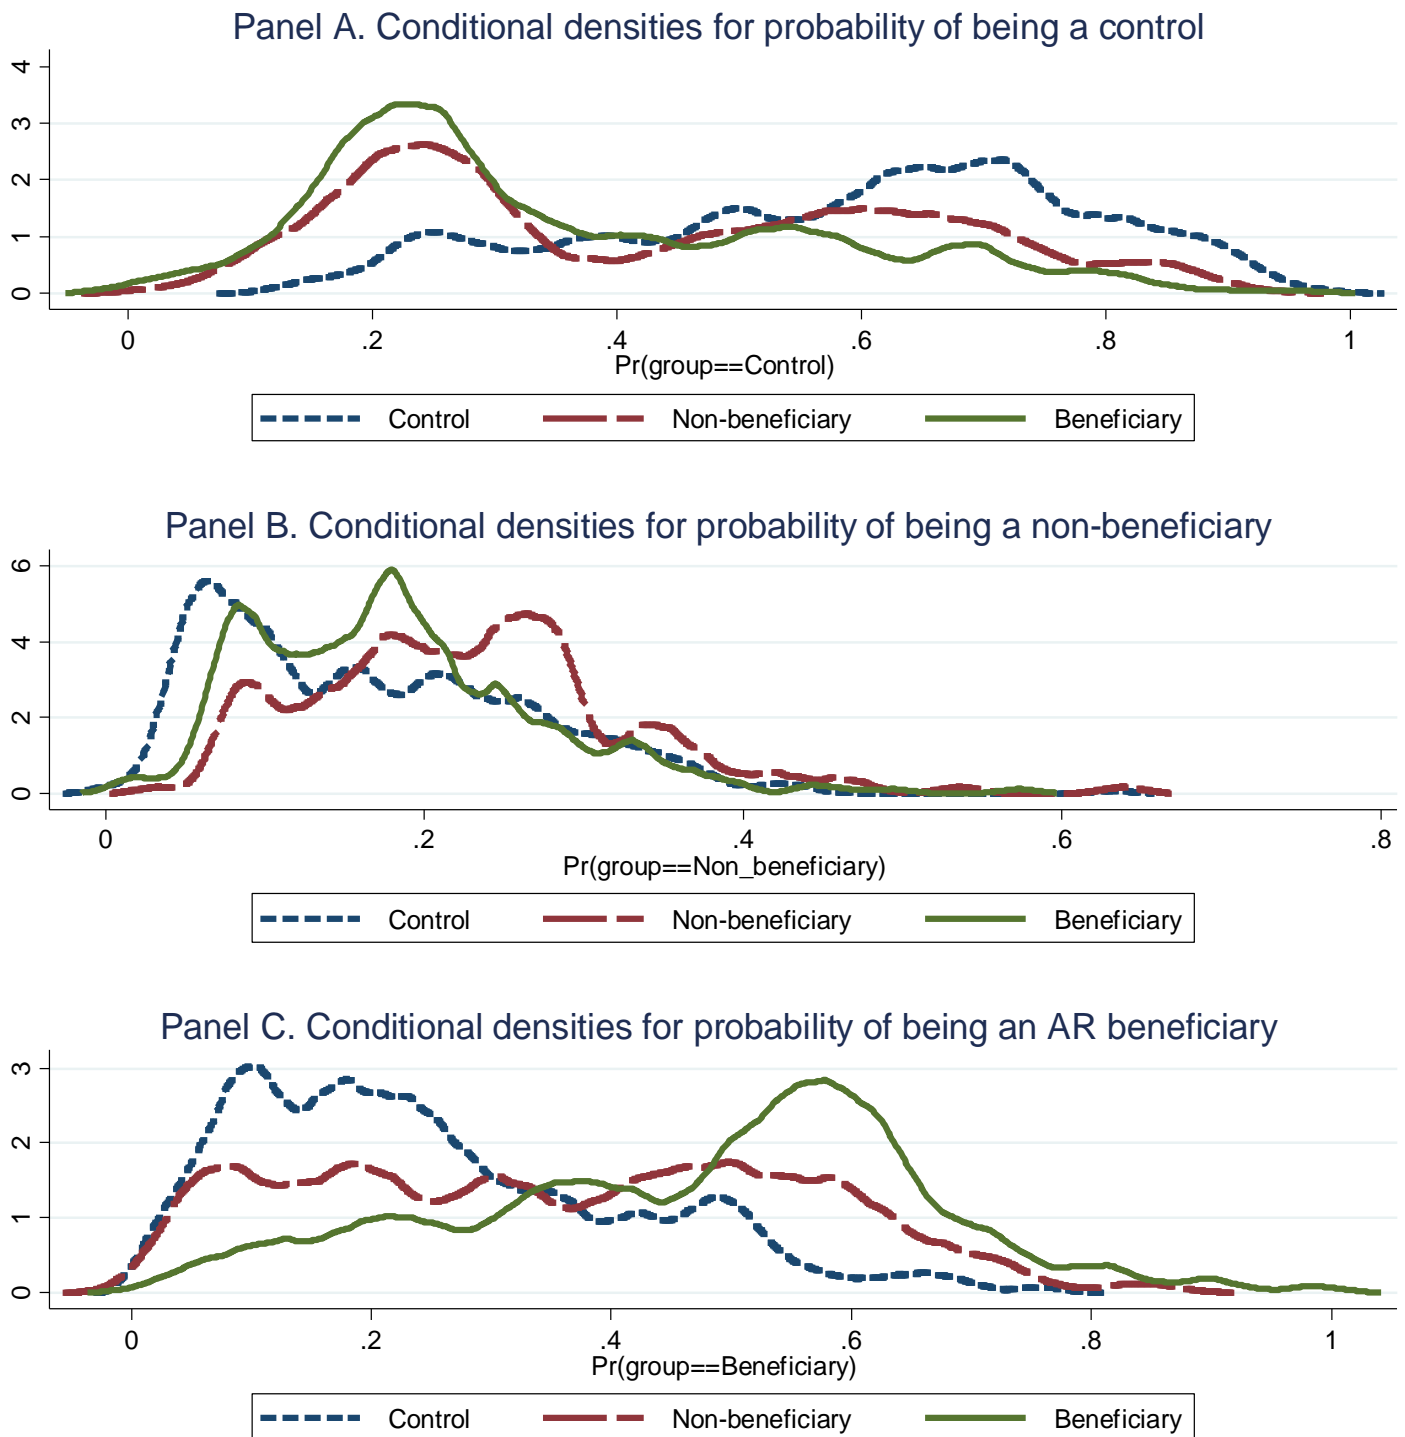 Panel A. Conditional densities for probability of being a control
4
3
2
1
0
0 .2 .4 .6 .8 1
Pr(group==Control)
Control Non-beneficiary Beneficiary
Panel B. Conditional densities for probability of being a non-beneficiary
6
4
2
0
0 .2 .4 .6 .8
Pr(group==Non_beneficiary)
Control Non-beneficiary Beneficiary
Panel C. Conditional densities for probability of being an AR beneficiary
3
2
1
0
0 .2 .4 .6 .8 1
Pr(group==Beneficiary)
Control Non-beneficiary Beneficiary